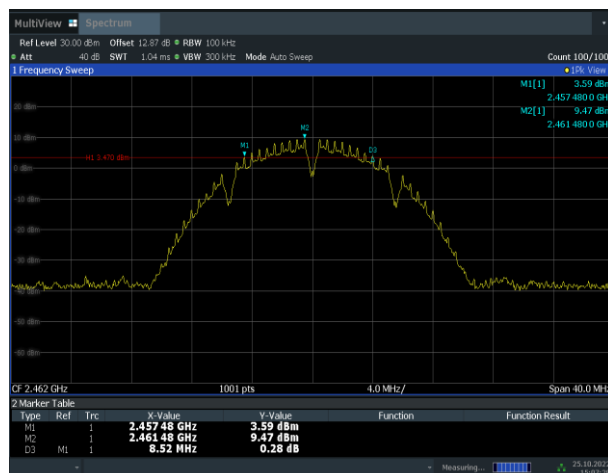 MultiView Spectrum
Ref Level 30.00 dBm Offset 12.87 dB RBW 100 kHz
Att 40 dB SWT 1.04 ms VBW 300 kHz Mode Auto Sweep Count 100/100
1 Frequency Sweep 1Pk View
M1[1] 3.59 dBm
2.457 480 0 GHz
M2[1] 9.47 dBm
2.461 480 0 GHz
20 dBm
M2
M1
D3
H1 3.470 dBm
0 dBm
-10 dBm
-20 dBm
-30 dBm
-40 dBm
-50 dBm
-60 dBm
CF 2.462 GHz 1001 pts 4.0 MHz/ Span 40.0 MHz
2 Marker Table
Type Ref Trc X-Value Y-Value Function Function Result
M1 1 2.457 48 GHz 3.59 dBm
M2 1 2.461 48 GHz 9.47 dBm
D3 M1 1 8.52 MHz 0.28 dB
Measuring...